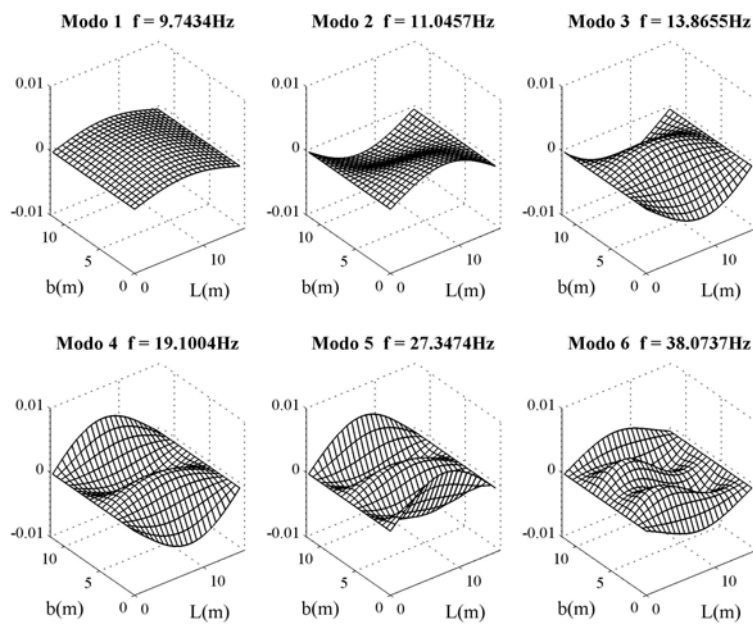 Modo 1 f = 9.7434Hz
0.01
0
-0.01
10
5
0
0
10
b(m)
L(m)
Modo 2 f = 11.0457Hz
0.01
0
-0.01
10
5
0
0
10
b(m)
L(m)
Modo 3 f = 13.8655Hz
0.01
0
-0.01
10
5
0
0
10
b(m)
L(m)
Modo 4 f = 19.1004Hz
0.01
0
-0.01
10
5
0
0
10
b(m)
L(m)
Modo 5 f = 27.3474Hz
0.01
0
-0.01
10
5
0
0
10
b(m)
L(m)
Modo 6 f = 38.0737Hz
0.01
0
-0.01
10
5
0
0
10
b(m)
L(m)